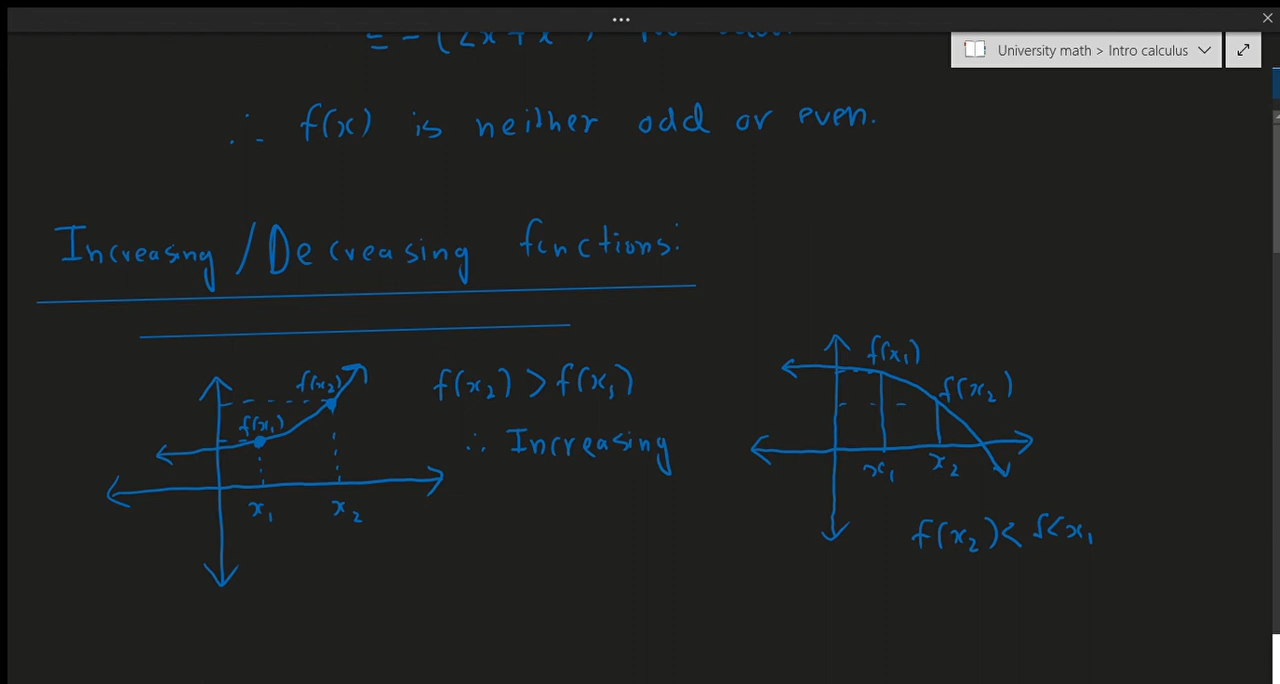 University math > Intro calculus
∴ f(x) is neither odd or even.
Increasing/Decreasing functions:
f(x₂)
f(x₁)
x₁ x₂
f(x₂) > f(x₁)
∴ Increasing
f(x₁)
f(x₂)
x₁ x₂
f(x₂) <
x₁